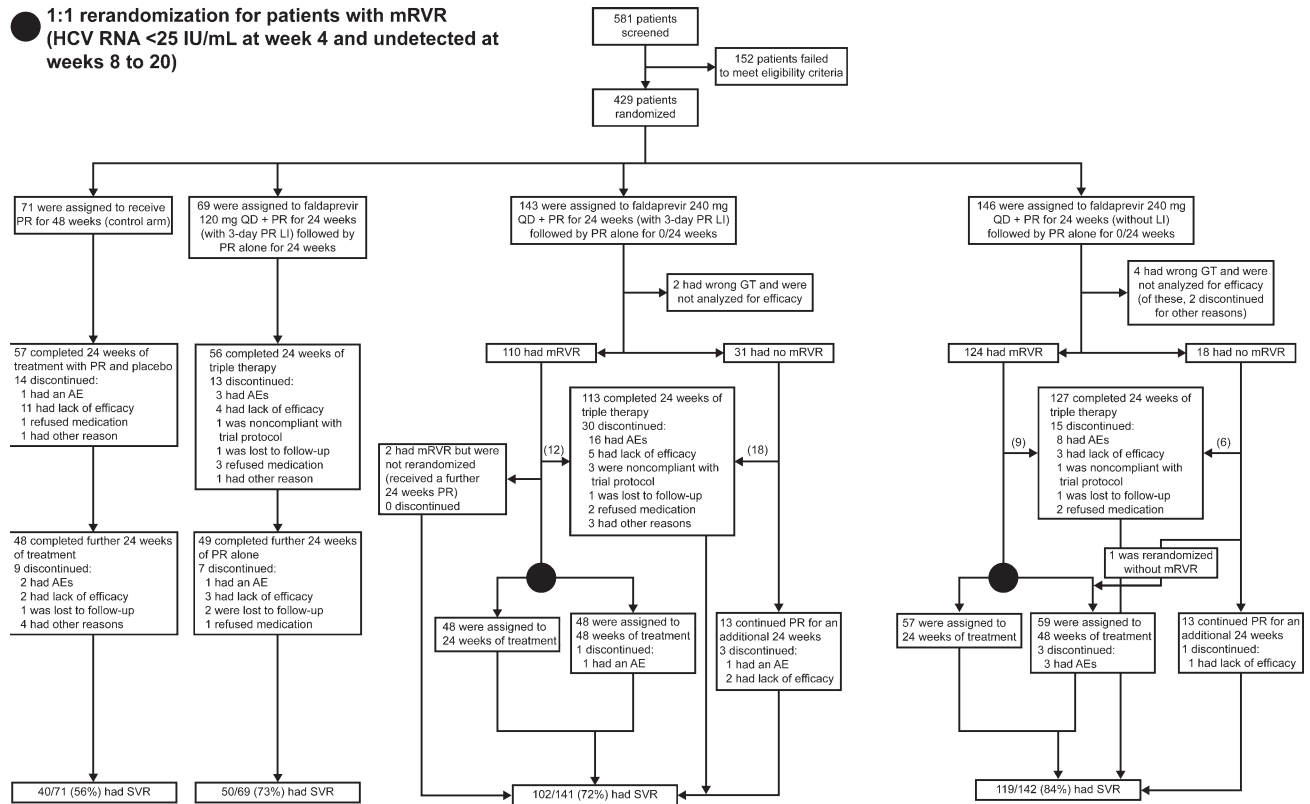 1:1 rerandomization for patients with mRVR
(HCV RNA <25 IU/mL at week 4 and undetected at
weeks 8 to 20)
581 patients
screened
152 patients failed
to meet eligibility criteria
429 patients
randomized
71 were assigned to receive
PR for 48 weeks (control arm)
69 were assigned to faldaprevir
120 mg QD + PR for 24 weeks
(with 3-day PR LI) followed by
PR alone for 24 weeks
143 were assigned to faldaprevir 240 mg
QD + PR for 24 weeks (with 3-day PR LI)
followed by PR alone for 0/24 weeks
146 were assigned to faldaprevir 240 mg
QD + PR for 24 weeks (without LI)
followed by PR alone for 0/24 weeks
2 had wrong GT and were
not analyzed for efficacy
4 had wrong GT and were
not analyzed for efficacy
(of these, 2 discontinued
for other reasons)
57 completed 24 weeks of
treatment with PR and placebo
14 discontinued:
1 had an AE
11 had lack of efficacy
1 refused medication
1 had other reason
56 completed 24 weeks of
triple therapy
13 discontinued:
3 had AEs
4 had lack of efficacy
1 was noncompliant with
trial protocol
1 was lost to follow-up
3 refused medication
1 had other reason
110 had mRVR
31 had no mRVR
124 had mRVR
18 had no mRVR
113 completed 24 weeks of
triple therapy
30 discontinued:
16 had AEs
5 had lack of efficacy
3 were noncompliant with
trial protocol
1 was lost to follow-up
2 refused medication
3 had other reasons
(12)
(18)
127 completed 24 weeks of
triple therapy
15 discontinued:
8 had AEs
3 had lack of efficacy
1 was noncompliant with
trial protocol
1 was lost to follow-up
2 refused medication
(9)
(6)
2 had mRVR but were
not rerandomized
(received a further
24 weeks PR)
0 discontinued
48 completed further 24 weeks
of treatment
9 discontinued:
2 had AEs
2 had lack of efficacy
1 was lost to follow-up
4 had other reasons
49 completed further 24 weeks
of PR alone
7 discontinued:
1 had an AE
3 had lack of efficacy
2 were lost to follow-up
1 refused medication
1 was rerandomized
without mRVR
48 were assigned to
24 weeks of treatment
48 were assigned to
48 weeks of treatment
1 discontinued:
1 had an AE
13 continued PR for an
additional 24 weeks
3 discontinued:
1 had an AE
2 had lack of efficacy
57 were assigned to
24 weeks of treatment
59 were assigned to
48 weeks of treatment
3 discontinued:
3 had AEs
13 continued PR for an
additional 24 weeks
1 discontinued:
1 had lack of efficacy
40/71 (56%) had SVR
50/69 (73%) had SVR
102/141 (72%) had SVR
119/142 (84%) had SVR